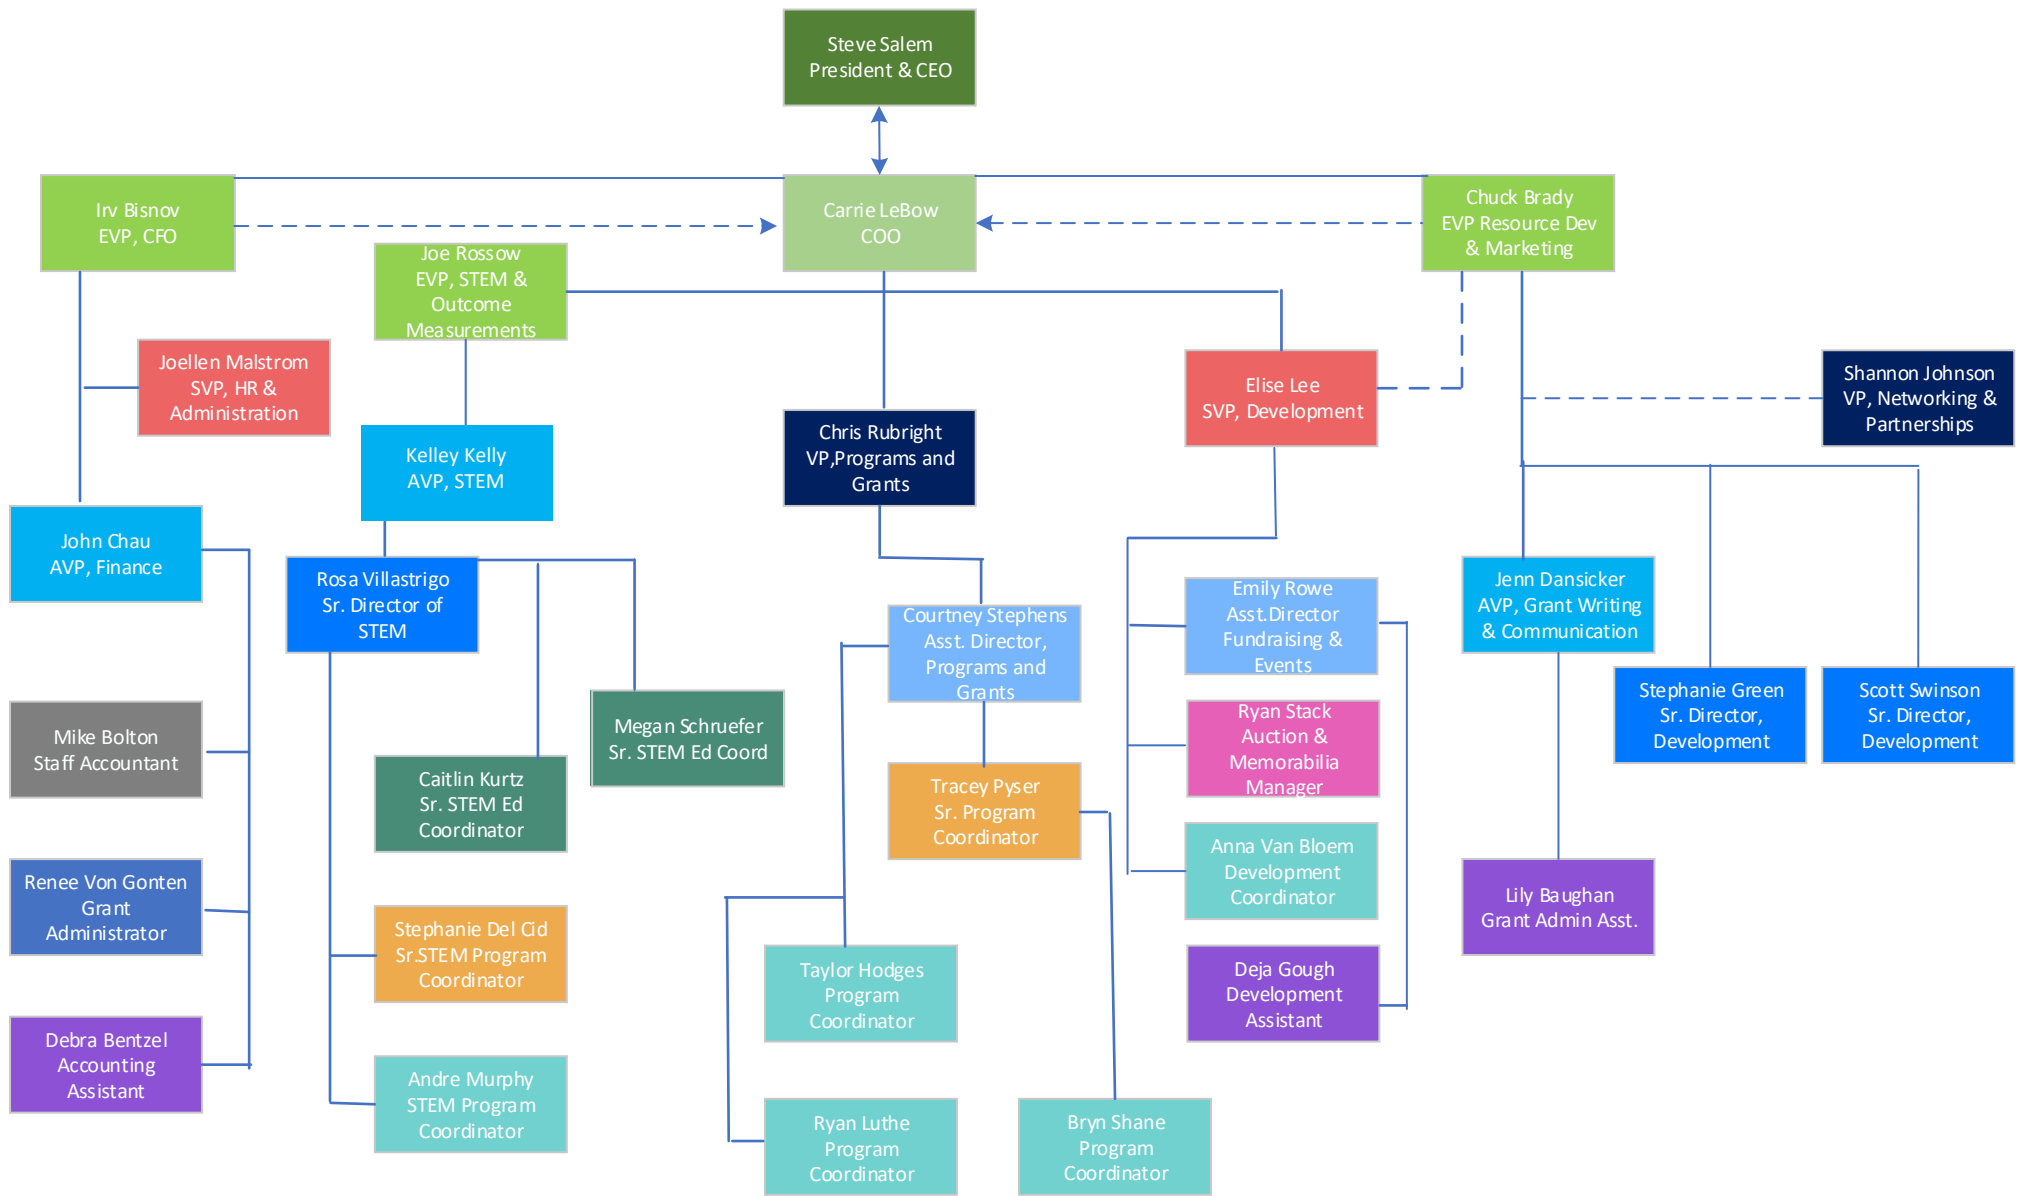 Steve Salem
President & CEO
Irv Bisnov
EVP, CFO
Carrie LeBow
COO
Chuck Brady
EVP Resource Dev
& Marketing
Joe Rossow
EVP, STEM &
Outcome
Measurements
Joellen Malstrom
SVP, HR &
Administration
Elise Lee
SVP, Development
Shannon Johnson
VP, Networking &
Partnerships
Kelley Kelly
AVP, STEM
Chris Rubright
VP,Programs and
Grants
John Chau
AVP, Finance
Rosa Villastrigo
Sr. Director of
STEM
Courtney Stephens
Asst. Director,
Programs and
Grants
Emily Rowe
Asst.Director
Fundraising &
Events
Jenn Dansicker
AVP, Grant Writing
& Communication
Stephanie Green
Sr. Director,
Development
Scott Swinson
Sr. Director,
Development
Mike Bolton
Staff Accountant
Megan Schruefer
Sr. STEM Ed Coord
Caitlin Kurtz
Sr. STEM Ed
Coordinator
Tracey Pyser
Sr. Program
Coordinator
Ryan Stack
Auction &
Memorabilia
Manager
Anna Van Bloem
Development
Coordinator
Renee Von Gonten
Grant
Administrator
Stephanie Del Cid
Sr.STEM Program
Coordinator
Lily Baughan
Grant Admin Asst.
Taylor Hodges
Program
Coordinator
Deja Gough
Development
Assistant
Debra Bentzel
Accounting
Assistant
Andre Murphy
STEM Program
Coordinator
Ryan Luthe
Program
Coordinator
Bryn Shane
Program
Coordinator